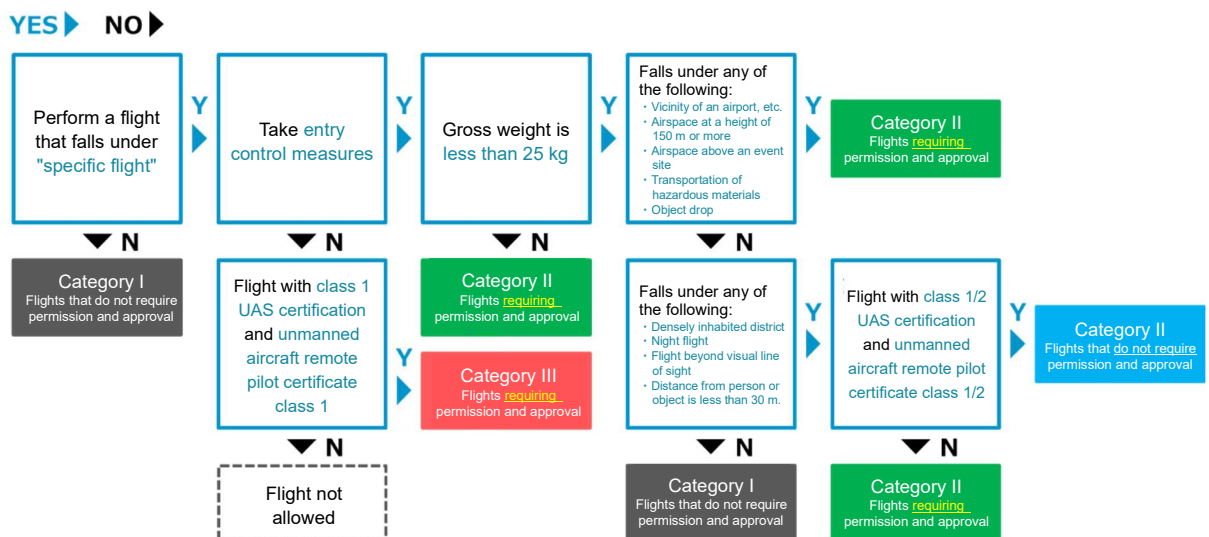 YES NO
Perform a flight
that falls under
"specific flight"
Y
Take entry
control measures
Y
Gross weight is
less than 25 kg
Y
Falls under any of
the following:
・Vicinity of an airport, etc.
・Airspace at a height of
150 m or more
・Airspace above an event
site
・Transportation of
hazardous materials
・Object drop
Y
Category II
Flights requiring
permission and approval
N
N
N
N
Category I
Flights that do not require
permission and approval
Flight with class 1
UAS certification
and unmanned
aircraft remote
pilot certificate
class 1
Y
Category II
Flights requiring
permission and approval
Category III
Flights requiring
permission and approval
Falls under any of
the following:
・Densely inhabited district
・Night flight
・Flight beyond visual line
of sight
・Distance from person or
object is less than 30 m.
Y
Flight with class 1/2
UAS certification
and unmanned
aircraft remote pilot
certificate class 1/2
Y
Category II
Flights that do not require
permission and approval
N
N
N
Flight not
allowed
Category I
Flights that do not require
permission and approval
Category II
Flights requiring
permission and approval